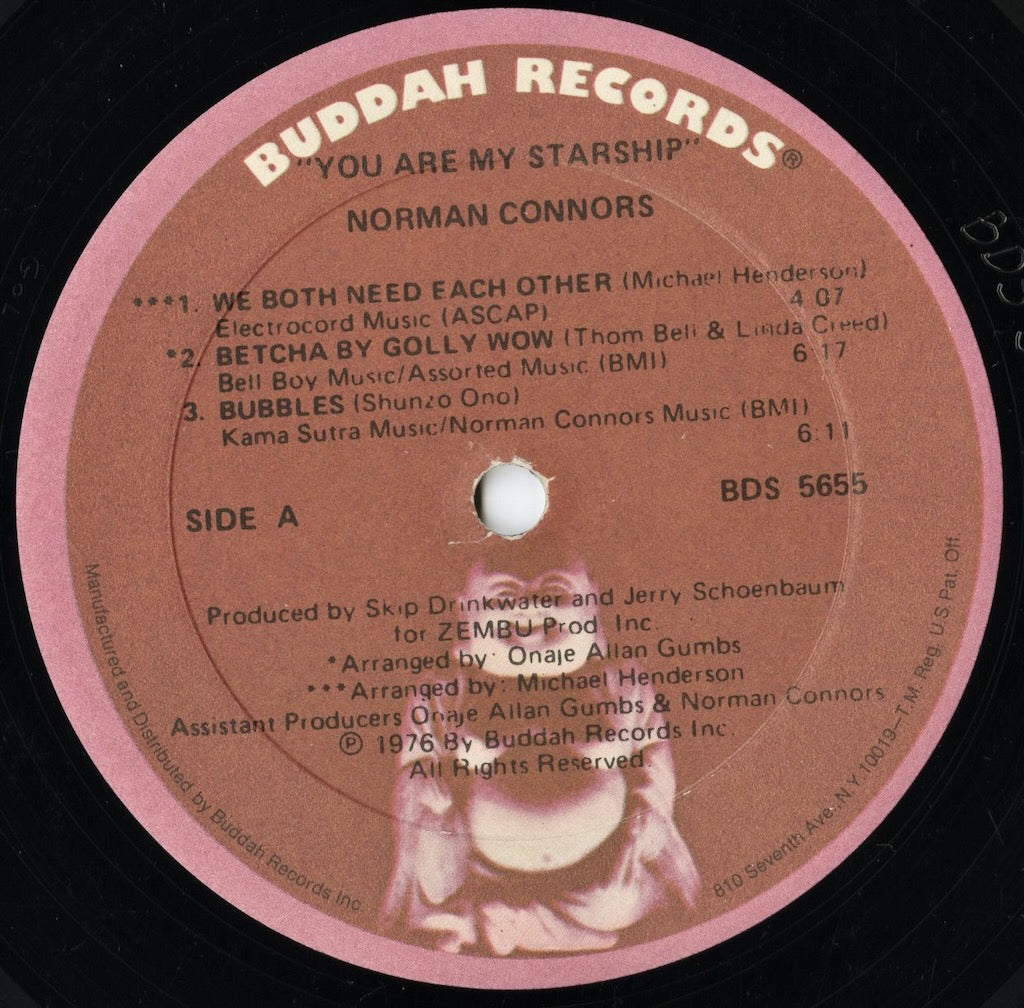 BUDDAH RECORDS®
"YOU ARE MY STARSHIP"
NORMAN CONNORS
***1. WE BOTH NEED EACH OTHER (Michael Henderson)
4:07
Electrocord Music (ASCAP)
*2. BETCHA BY GOLLY WOW (Thom Bell & Linda Creed)
6:17
Bell Boy Music/Assorted Music (BMI)
3. BUBBLES (Shunzo Ono)
Kama Sutra Music/Norman Connors Music (BMI)
6:11
SIDE A
BDS 5655
Produced by Skip Drinkwater and Jerry Schoenbaum
for ZEMBU Prod. Inc.
*Arranged by: Onaje Allan Gumbs
***Arranged by: Michael Henderson
Assistant Producers Onaje Allan Gumbs & Norman Connors
℗ 1976 By Buddah Records Inc.
All Rights Reserved.
Manufactured and Distributed by Buddah Records Inc.
810 Seventh Ave. N.Y. 10019–T.M. Reg. U.S. Pat. Off.